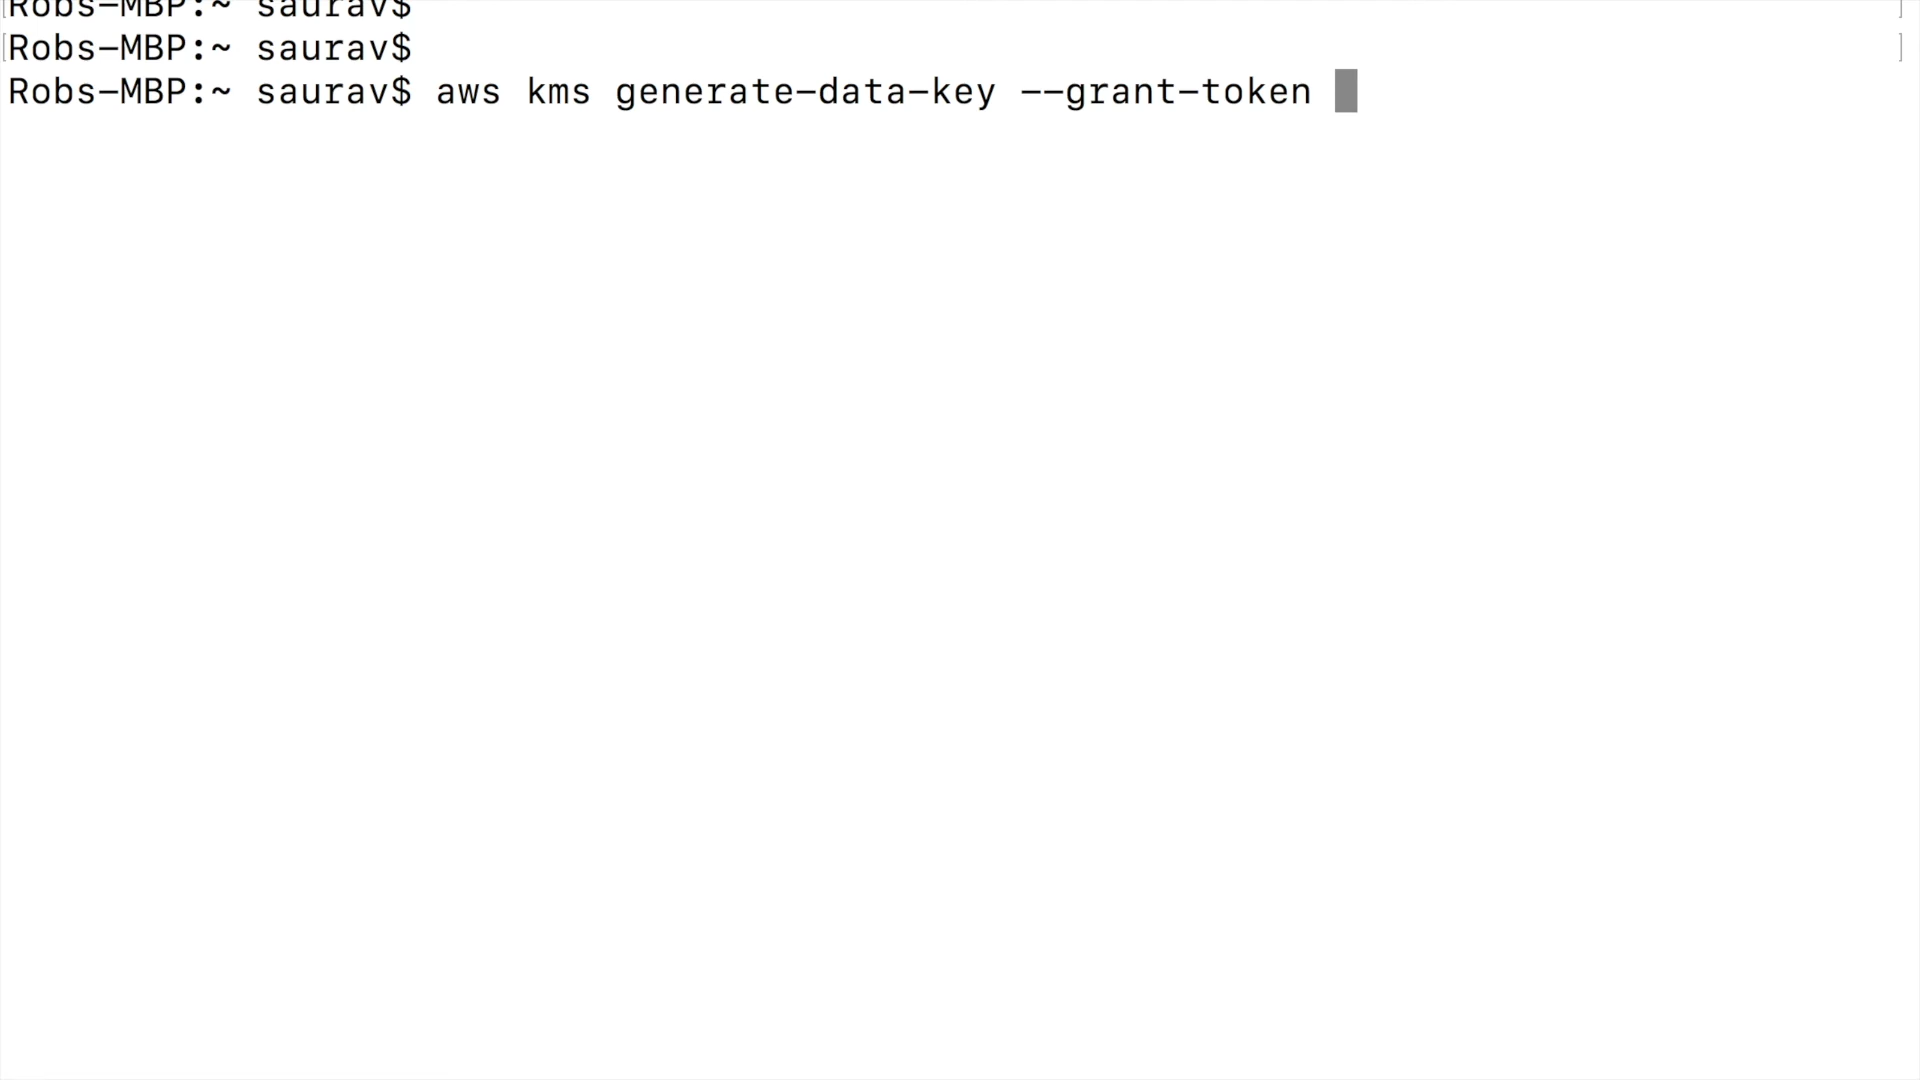 Robs-MBP:~ saurav$
Robs-MBP:~ saurav$
Robs-MBP:~ saurav$ aws kms generate-data-key --grant-token